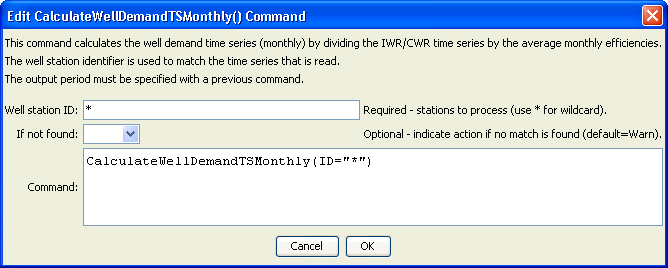 Edit CalculateWellDemandTSMonthly() Command
This command calculates the well demand time series (monthly) by dividing the IWR/CWR time series by the average monthly efficiencies.
The well station identifier is used to match the time series that is read.
The output period must be specified with a previous command.
Well station ID: * Required - stations to process (use * for wildcard).
If not found: Optional - indicate action if no match is found (default=Warn).
CalculateWellDemandTSMonthly(ID="*")
Command:
Cancel OK